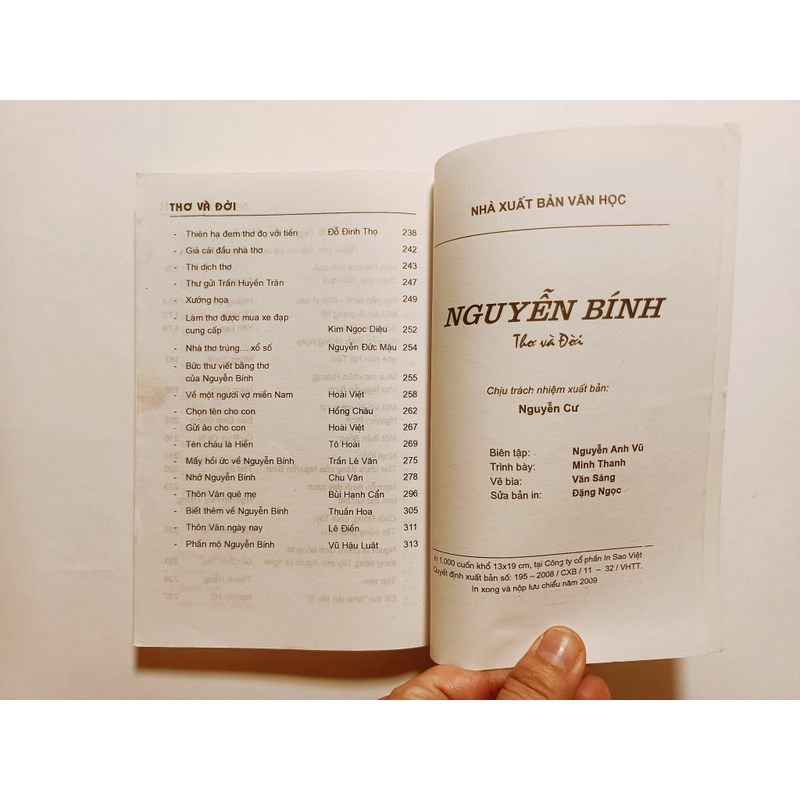 THƠ VÀ ĐỜI
- Thiên hạ đem thơ đọ với tiền Đỗ Đình Thọ 238
- Giả cải đầu nhà thơ 242
- Thi dịch thơ 243
- Thư gửi Trần Huyền Trân 247
- Xướng họa 249
- Làm thơ được mua xe đạp
cung cấp Kim Ngọc Diệu 252
- Nhà thơ trúng... xổ số Nguyễn Đức Mậu 254
- Bức thư viết bằng thơ
của Nguyễn Bính 255
- Về một người vợ miền Nam Hoài Việt 258
- Chọn tên cho con Hồng Châu 262
- Gửi áo cho con Hoài Việt 267
- Tên cháu là Hiền Tô Hoài 271
- Mấy hồi ức về Nguyễn Bính Trần Lê Văn 275
- Nhớ Nguyễn Bính Chu Văn 278
- Thôn Vân quê mẹ Bùi Hạnh Cẩn 296
- Biết thêm về Nguyễn Bính Thuần Hoa 305
- Thôn Vân ngày nay Lê Điền 311
- Phần mộ Nguyễn Bính Vũ Hậu Luật 313
NHÀ XUẤT BẢN VĂN HỌC
NGUYỄN BÍNH
Thơ và Đời
Chịu trách nhiệm xuất bản:
Nguyễn Cư
Biên tập: Nguyễn Anh Vũ
Trình bày: Minh Thanh
Vẽ bìa: Văn Sáng
Sửa bản in: Đặng Ngọc
In 1.000 cuốn khổ 13x19 cm, tại Công ty cổ phần In Sao Việt
Quyết định xuất bản số: 195 – 2008 / CXB / 11 – 32 / VHTT.
In xong và nộp lưu chiểu năm 2009